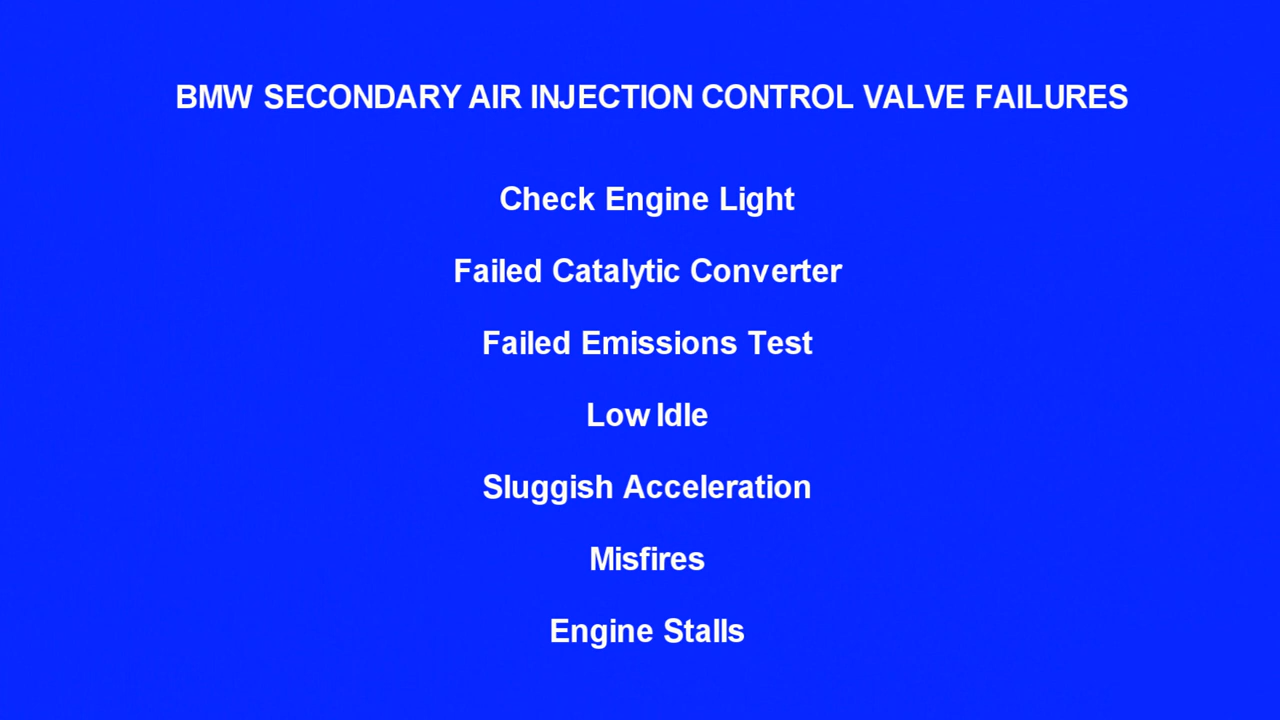 BMW SECONDARY AIR INJECTION CONTROL VALVE FAILURES
Check Engine Light
Failed Catalytic Converter
Failed Emissions Test
Low Idle
Sluggish Acceleration
Misfires
Engine Stalls